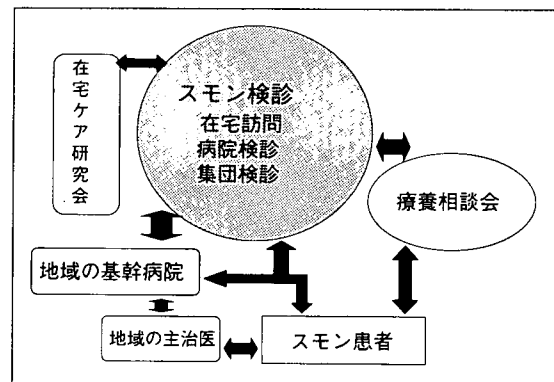 在宅ケア研究会
スモン検診
在宅訪問
病院検診
集団検診
療養相談会
地域の基幹病院
地域の主治医
スモン患者